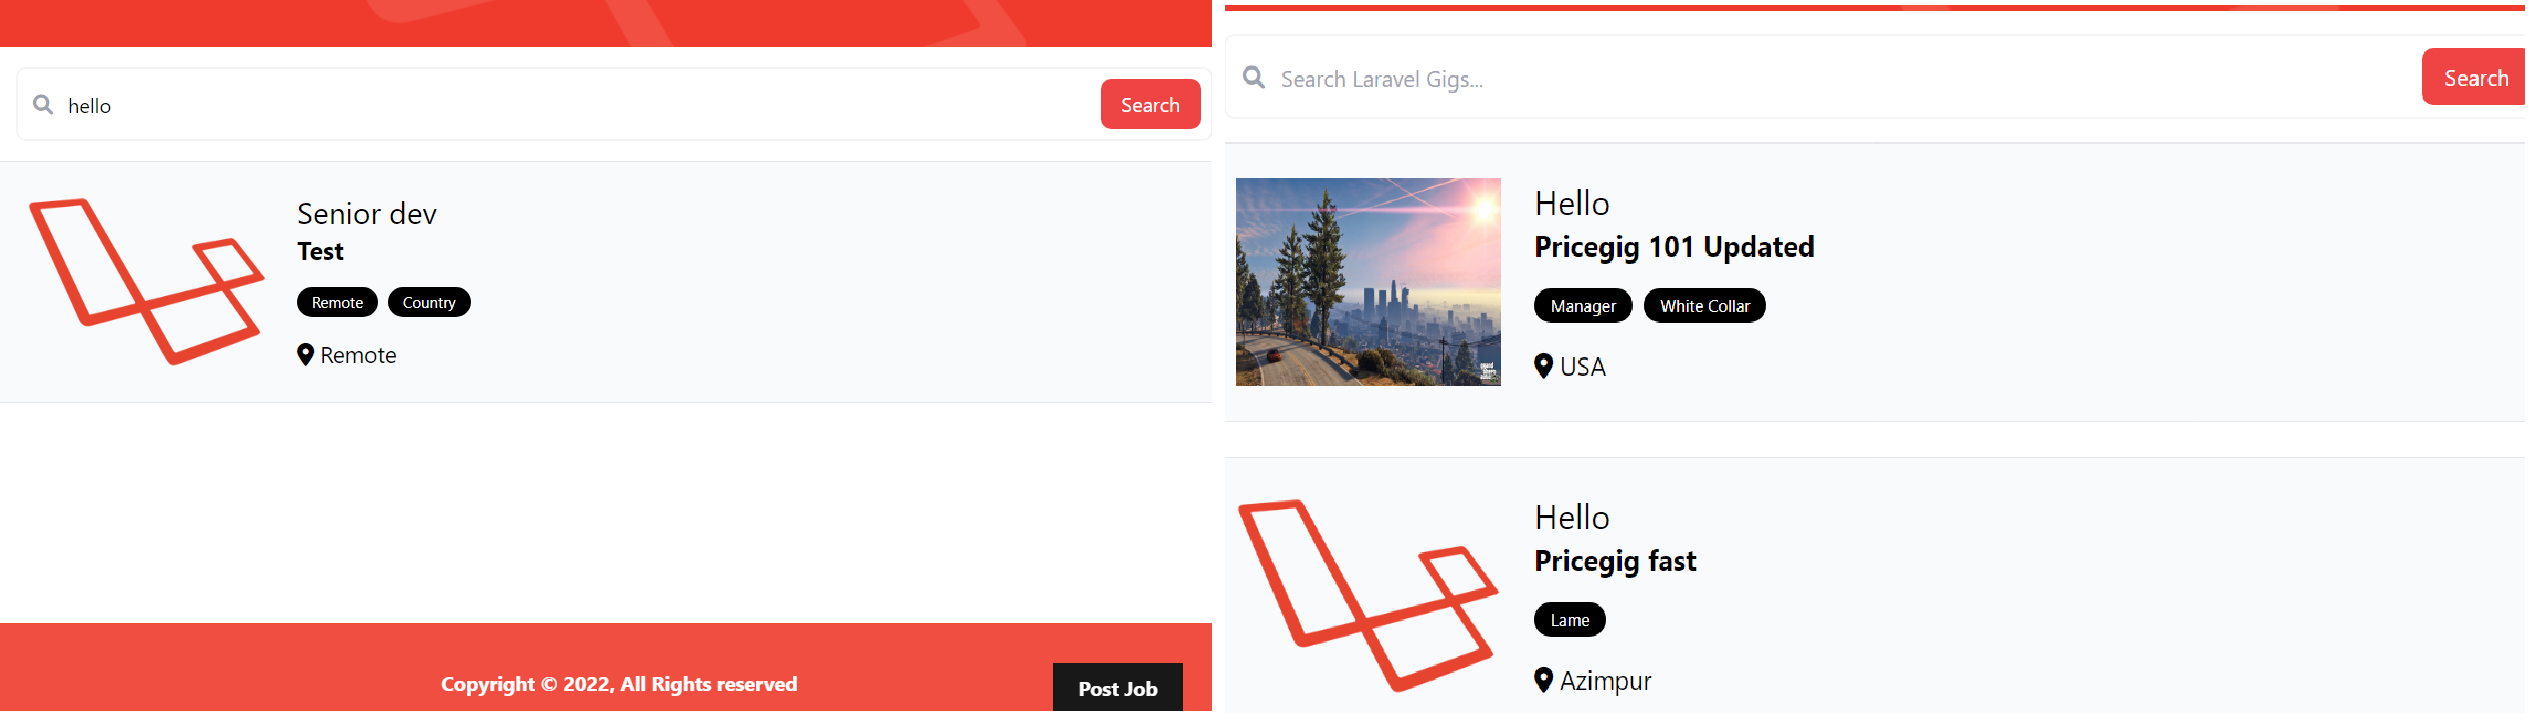 hello
Search
Senior dev
Test
Remote Country
Remote
Copyright © 2022, All Rights reserved
Post Job
Search Laravel Gigs...
Search
Hello
Pricegig 101 Updated
Manager White Collar
USA
Hello
Pricegig fast
Lame
Azimpur